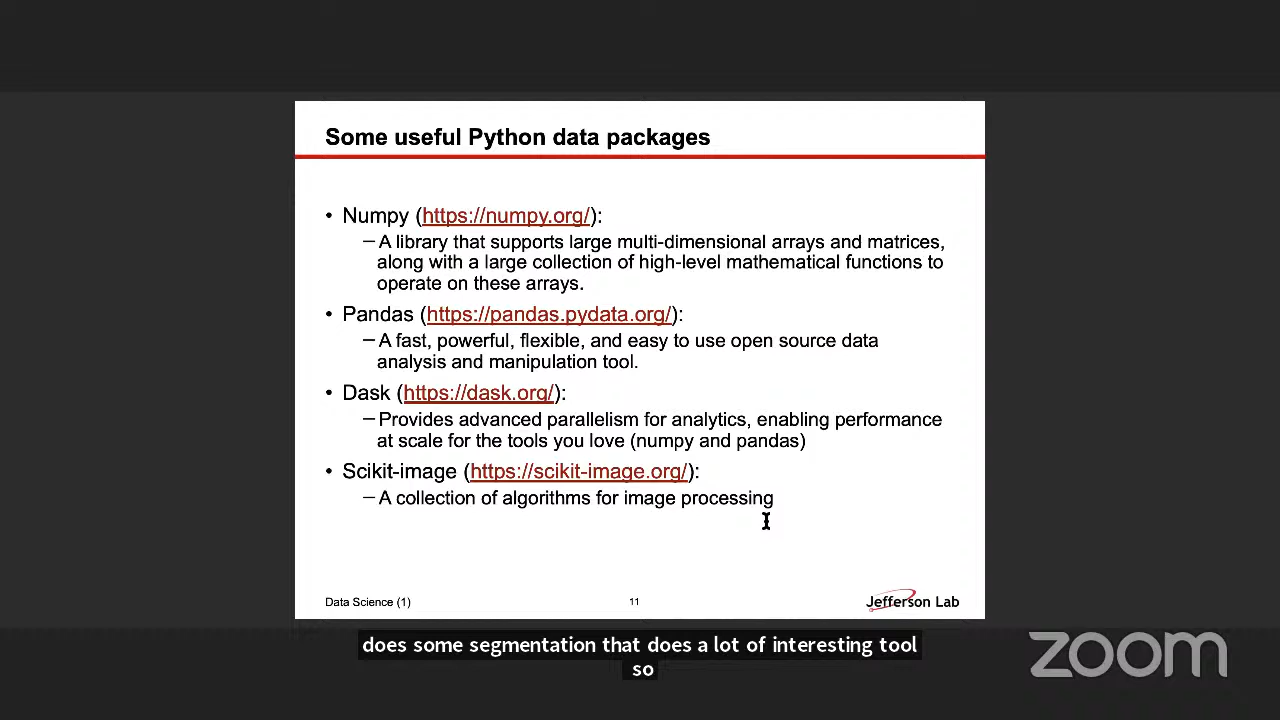 Some useful Python data packages
• Numpy (https://numpy.org/):
– A library that supports large multi-dimensional arrays and matrices,
along with a large collection of high-level mathematical functions to
operate on these arrays.
• Pandas (https://pandas.pydata.org/):
– A fast, powerful, flexible, and easy to use open source data
analysis and manipulation tool.
• Dask (https://dask.org/):
– Provides advanced parallelism for analytics, enabling performance
at scale for the tools you love (numpy and pandas)
• Scikit-image (https://scikit-image.org/):
– A collection of algorithms for image processing
Data Science (1)
11
Jefferson Lab
does some segmentation that does a lot of interesting tool
so
zoom